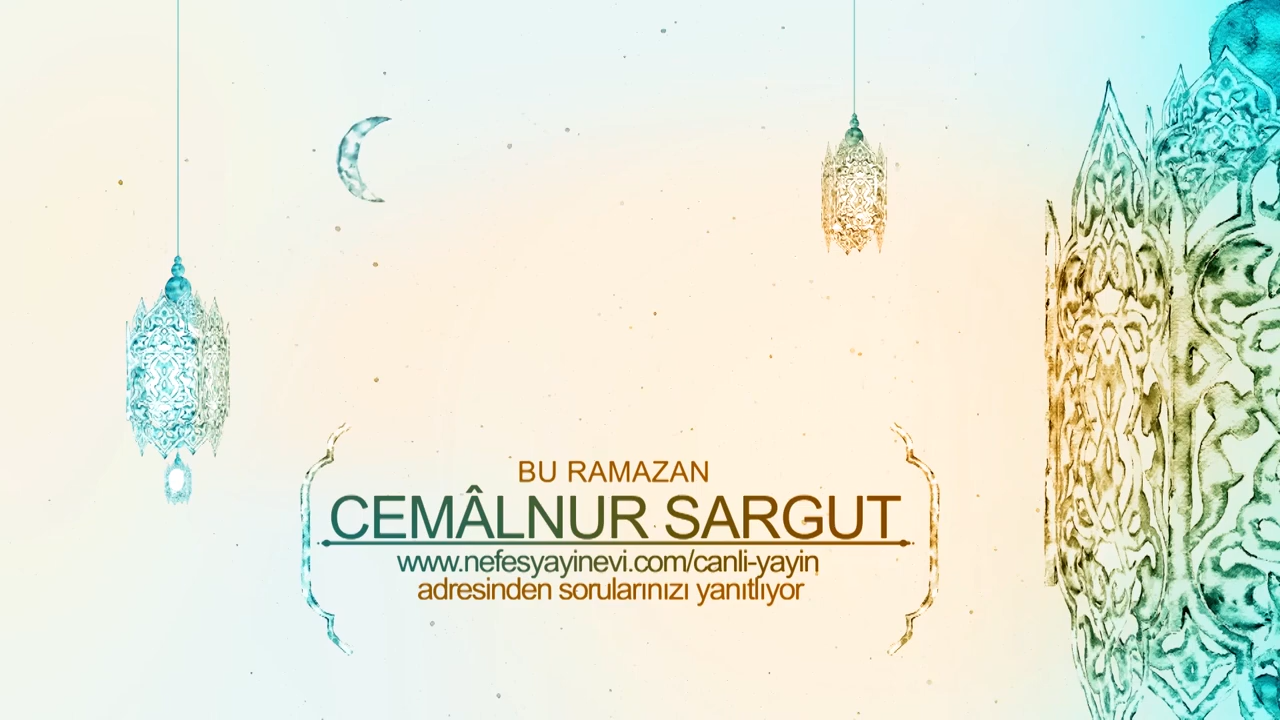 BU RAMAZAN
CEMÂLNUR SARGUT
www.nefesyayinevi.com/canli-yayin
adresinden sorularınızı yanıtlıyor